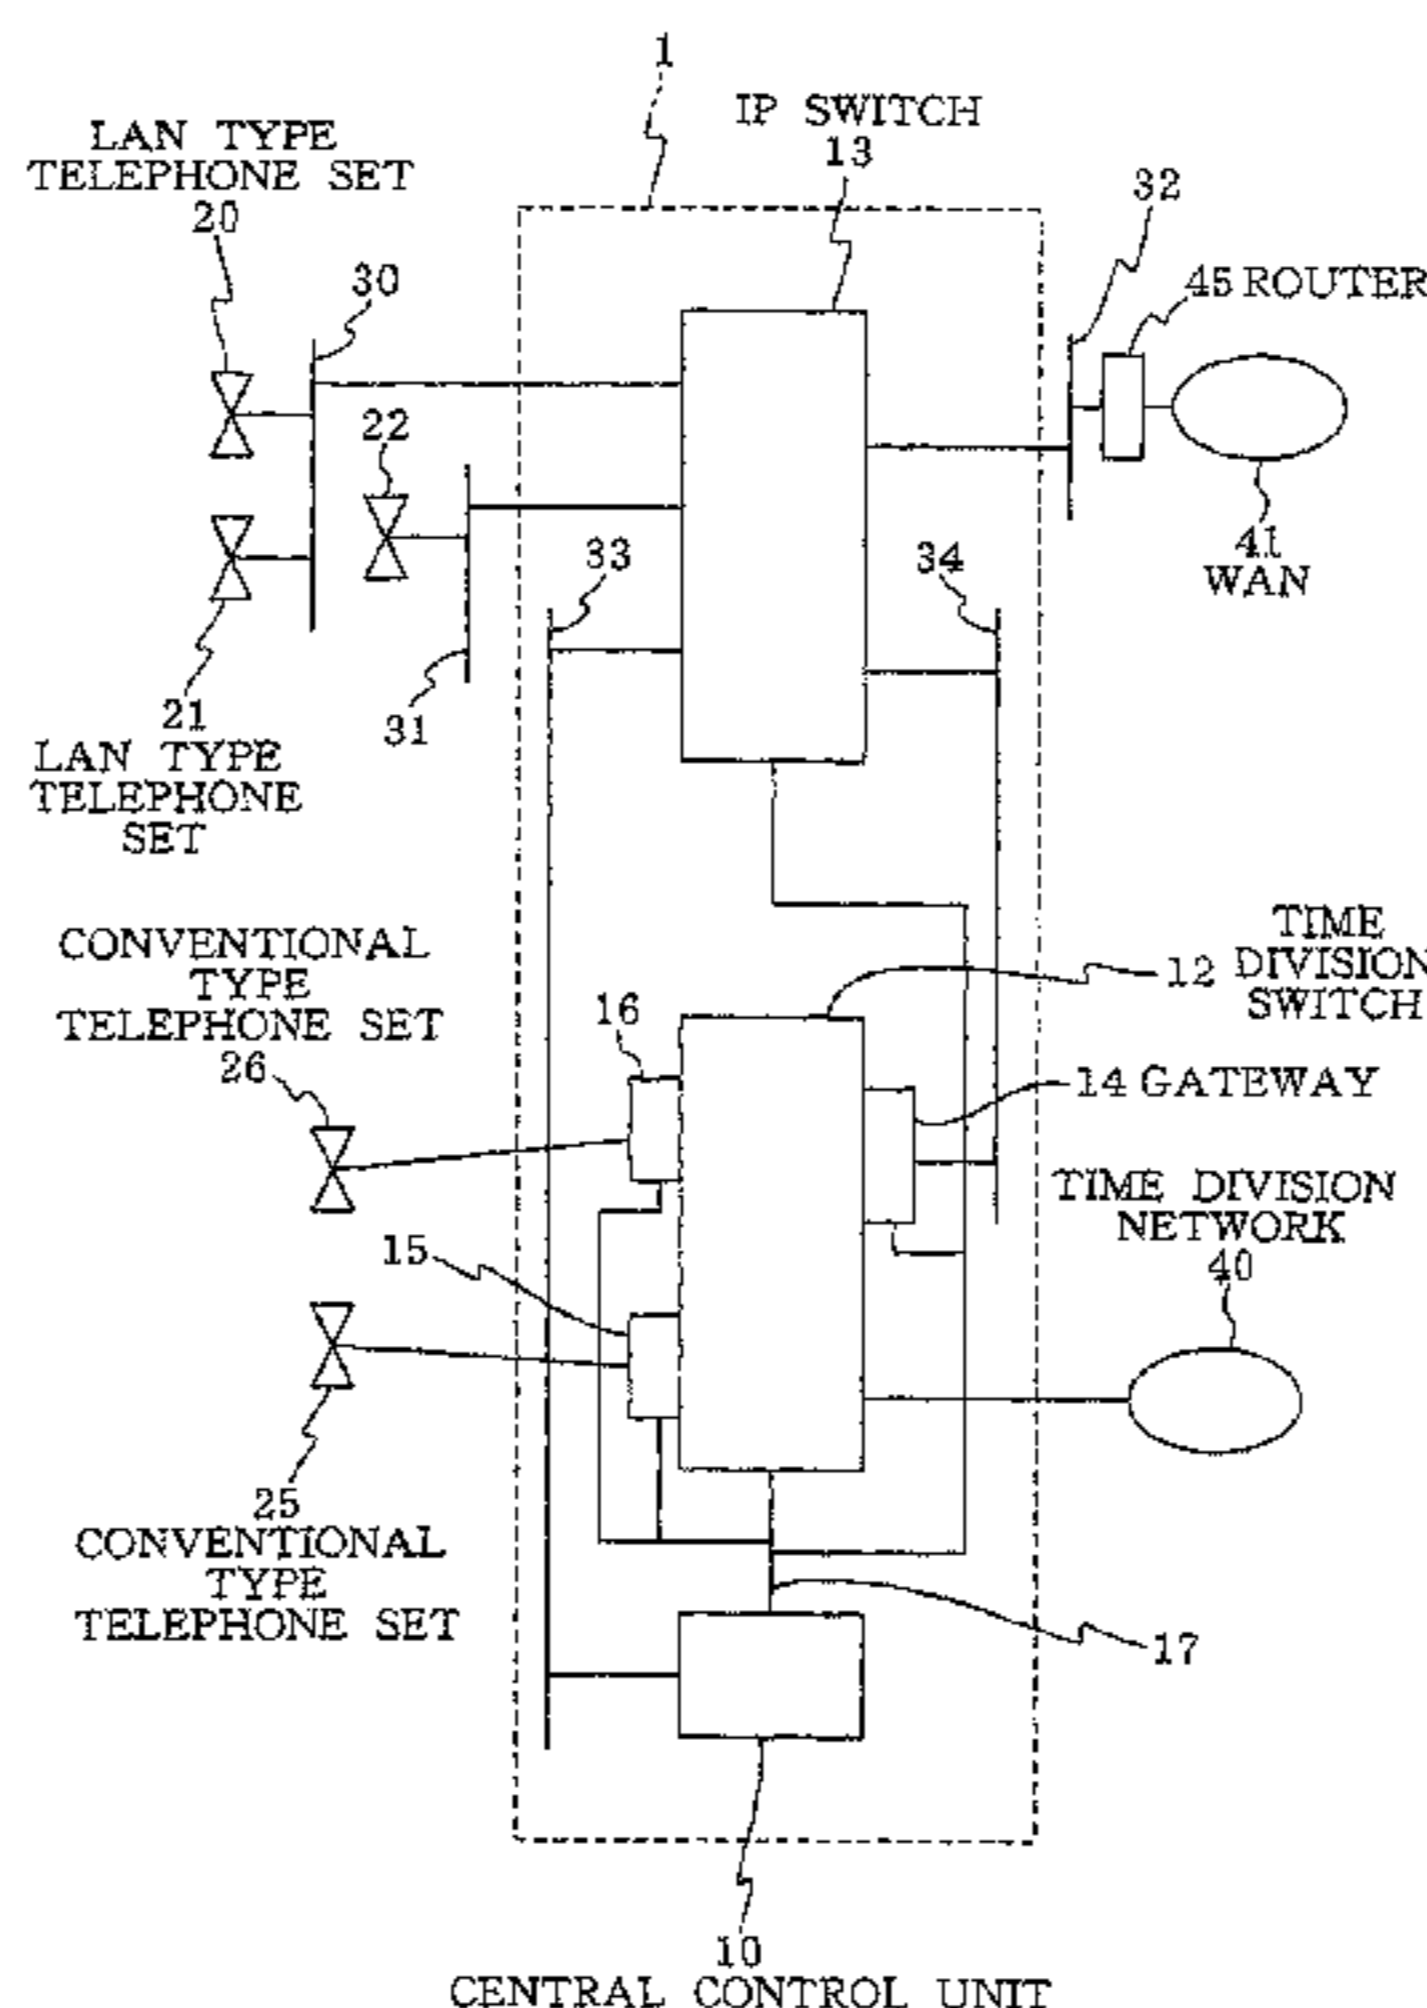 1
IP SWITCH
13
LAN TYPE
TELEPHONE SET
20
32
30
45 ROUTER
22
41
WAN
33
34
21
LAN TYPE
TELEPHONE
SET
31
TIME
DIVISION
SWITCH
12
CONVENTIONAL
TYPE
TELEPHONE SET
26
16
14 GATEWAY
TIME DIVISION
NETWORK
40
15
25
CONVENTIONAL
TYPE
TELEPHONE SET
17
10
CENTRAL CONTROL UNIT